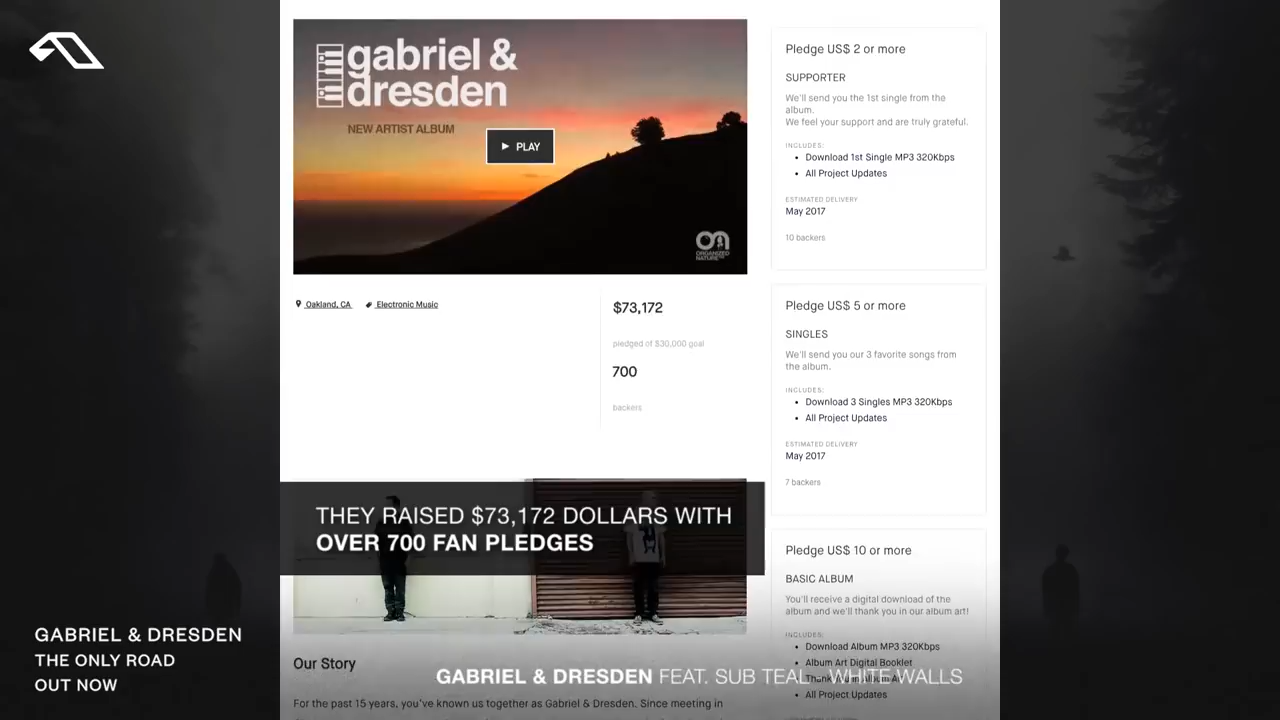 gabriel &
dresden
NEW ARTIST ALBUM
PLAY
ON
ORGANIZED
NATURE
Oakland, CA
Electronic Music
$73,172
pledged of $30,000 goal
700
backers
THEY RAISED $73,172 DOLLARS WITH
OVER 700 FAN PLEDGES
Our Story
For the past 15 years, you've known us together as Gabriel & Dresden. Since meeting in
Pledge US$ 2 or more
SUPPORTER
We'll send you the 1st single from the
album.
We feel your support and are truly grateful.
INCLUDES:
• Download 1st Single MP3 320Kbps
• All Project Updates
ESTIMATED DELIVERY
May 2017
10 backers
Pledge US$ 5 or more
SINGLES
We'll send you our 3 favorite songs from
the album.
INCLUDES:
• Download 3 Singles MP3 320Kbps
• All Project Updates
ESTIMATED DELIVERY
May 2017
7 backers
Pledge US$ 10 or more
BASIC ALBUM
You'll receive a digital download of the
album and we'll thank you in our album art!
INCLUDES:
• Download Album MP3 320Kbps
• Album Art Digital Booklet
• All Project Updates
GABRIEL & DRESDEN FEAT. SUB TEAL - WHITE WALLS
GABRIEL & DRESDEN
THE ONLY ROAD
OUT NOW